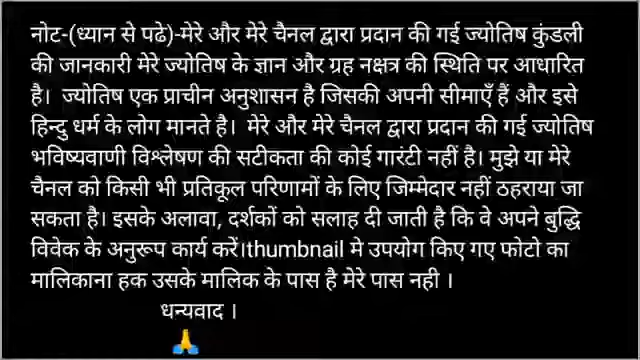 नोट-(ध्यान से पढे)-मेरे और मेरे चैनल द्वारा प्रदान की गई ज्योतिष कुंडली
की जानकारी मेरे ज्योतिष के ज्ञान और ग्रह नक्षत्र की स्थिति पर आधारित
है। ज्योतिष एक प्राचीन अनुशासन है जिसकी अपनी सीमाएँ हैं और इसे
हिन्दु धर्म के लोग मानते है। मेरे और मेरे चैनल द्वारा प्रदान की गई ज्योतिष
भविष्यवाणी विश्लेषण की सटीकता की कोई गारंटी नहीं है। मुझे या मेरे
चैनल को किसी भी प्रतिकूल परिणामों के लिए जिम्मेदार नहीं ठहराया जा
सकता है। इसके अलावा, दर्शकों को सलाह दी जाती है कि वे अपने बुद्धि
विवेक के अनुरूप कार्य करें।thumbnail मे उपयोग किए गए फोटो का
मालिकाना हक उसके मालिक के पास है मेरे पास नही ।
धन्यवाद ।
🙏